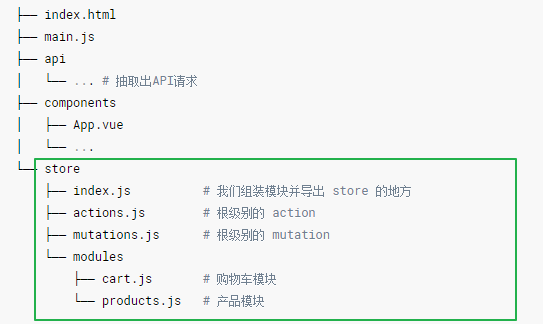 ├── index.html
├── main.js
├── api
│   └── ... # 抽取出API请求
├── components
│   ├── App.vue
│   └── ...
└── store
    ├── index.js          # 我们组装模块并导出 store 的地方
    ├── actions.js        # 根级别的 action
    ├── mutations.js      # 根级别的 mutation
    └── modules
        ├── cart.js       # 购物车模块
        └── products.js   # 产品模块